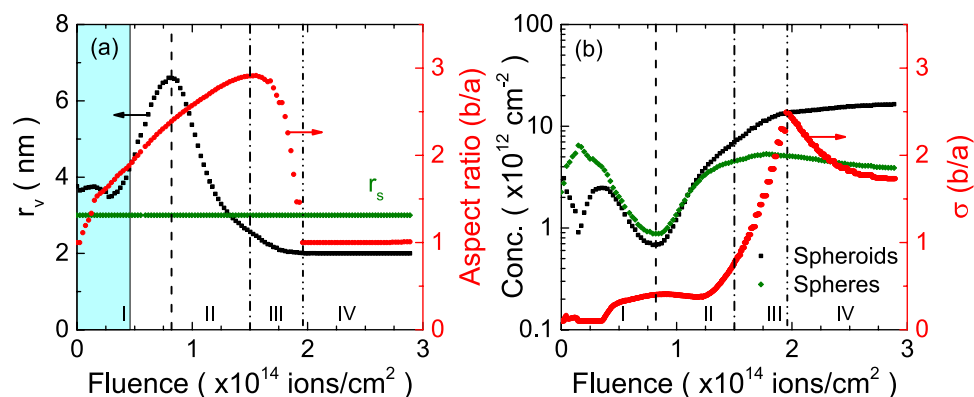 (a)
8
6
4
2
0
r_v ( nm )
3
2
1
0
Aspect ratio (b/a)
r_s
I
II
III
IV
0
1
2
3
Fluence ( x10^14 ions/cm^2 )
(b)
10
1
0.1
Conc. ( x10^12 cm^-2 )
3
2
1
0
σ (b/a)
Spheroids
Spheres
I
II
III
IV
0
1
2
3
Fluence ( x10^14 ions/cm^2 )